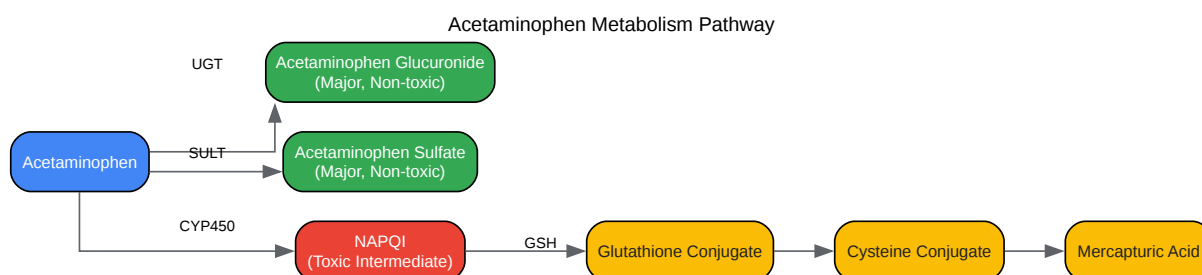 Acetaminophen Metabolism Pathway
UGT
Acetaminophen Glucuronide
(Major, Non-toxic)
Acetaminophen
SULT
Acetaminophen Sulfate
(Major, Non-toxic)
CYP450
NAPQI
(Toxic Intermediate)
GSH
Glutathione Conjugate
Cysteine Conjugate
Mercapturic Acid